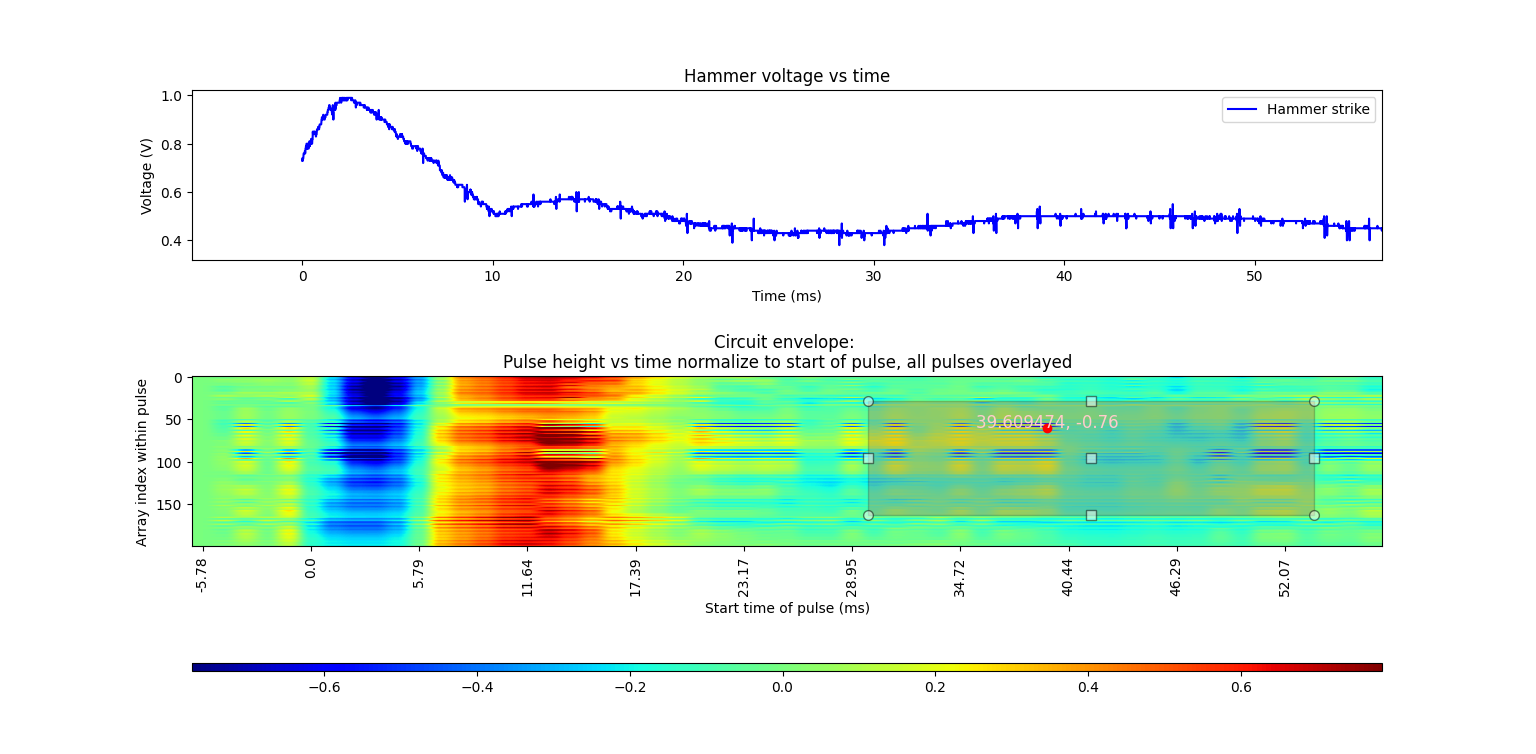 Hammer voltage vs time
1.0
0.8
0.6
0.4
Voltage (V)
Hammer strike
0 10 20 30 40 50
Time (ms)
Circuit envelope:
Pulse height vs time normalize to start of pulse, all pulses overlayed
0
50
100
150
Array index within pulse
39.609474, -0.76
-5.78 0.0 5.79 11.64 17.39 23.17 28.95 34.72 40.44 46.29 52.07
Start time of pulse (ms)
−0.6 −0.4 −0.2 0.0 0.2 0.4 0.6